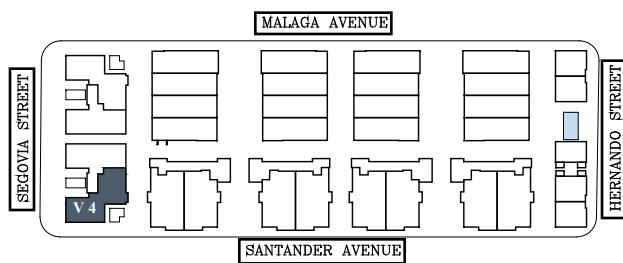 MALAGA AVENUE
SEGOVIA STREET
HERNANDO STREET
V 4
SANTANDER AVENUE